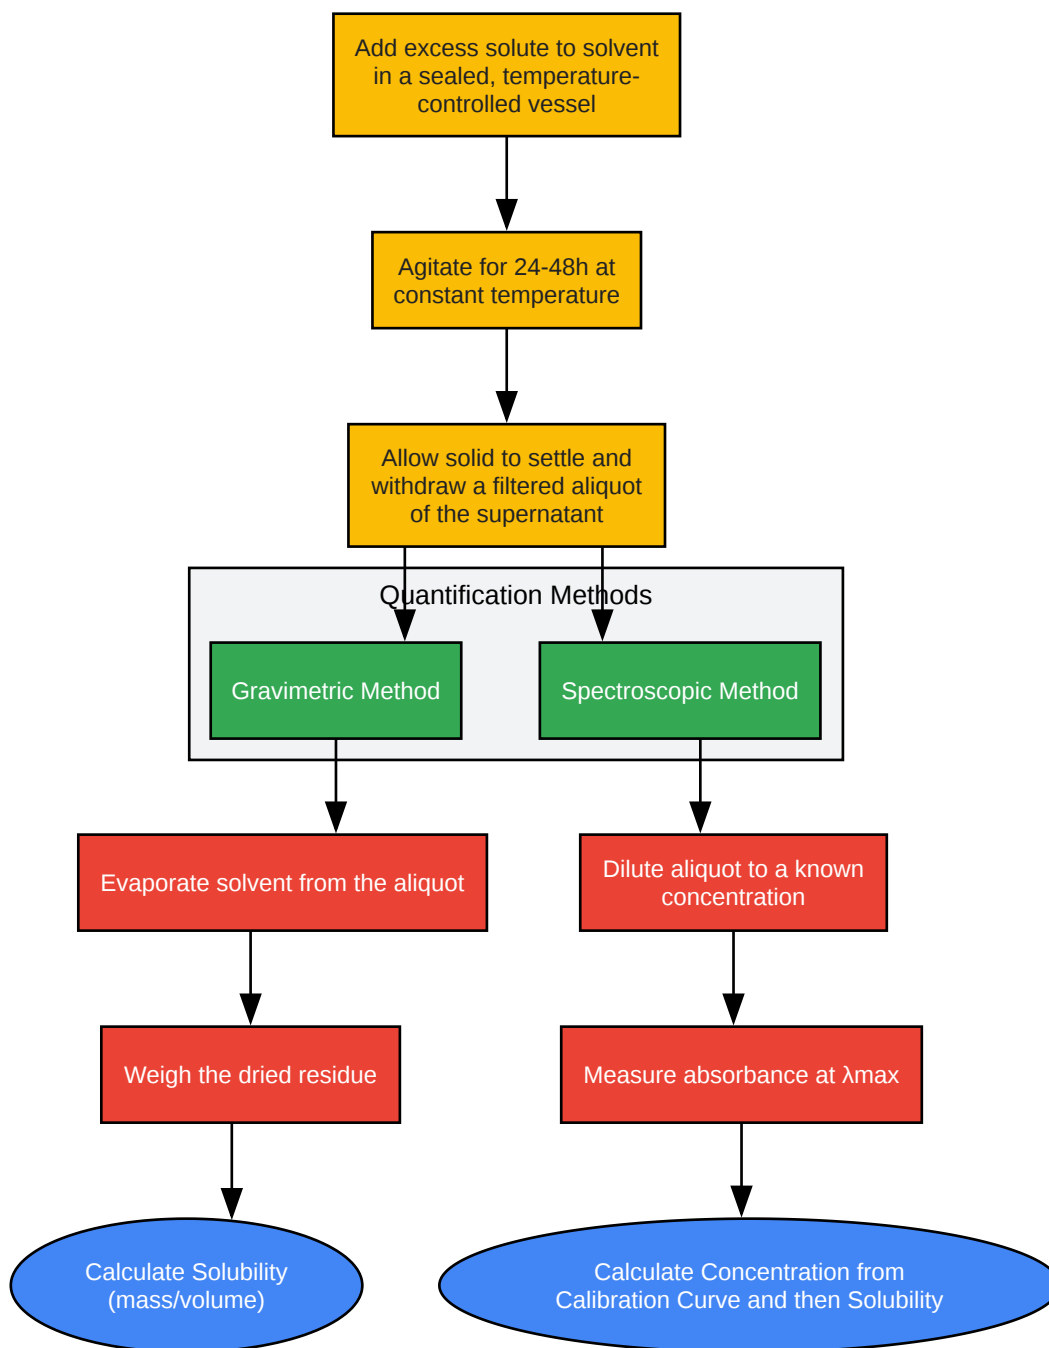 Add excess solute to solvent
in a sealed, temperature-
controlled vessel
Agitate for 24-48h at
constant temperature
Allow solid to settle and
withdraw a filtered aliquot
of the supernatant
Quantification Methods
Gravimetric Method
Spectroscopic Method
Evaporate solvent from the aliquot
Dilute aliquot to a known
concentration
Weigh the dried residue
Measure absorbance at λmax
Calculate Solubility
(mass/volume)
Calculate Concentration from
Calibration Curve and then Solubility